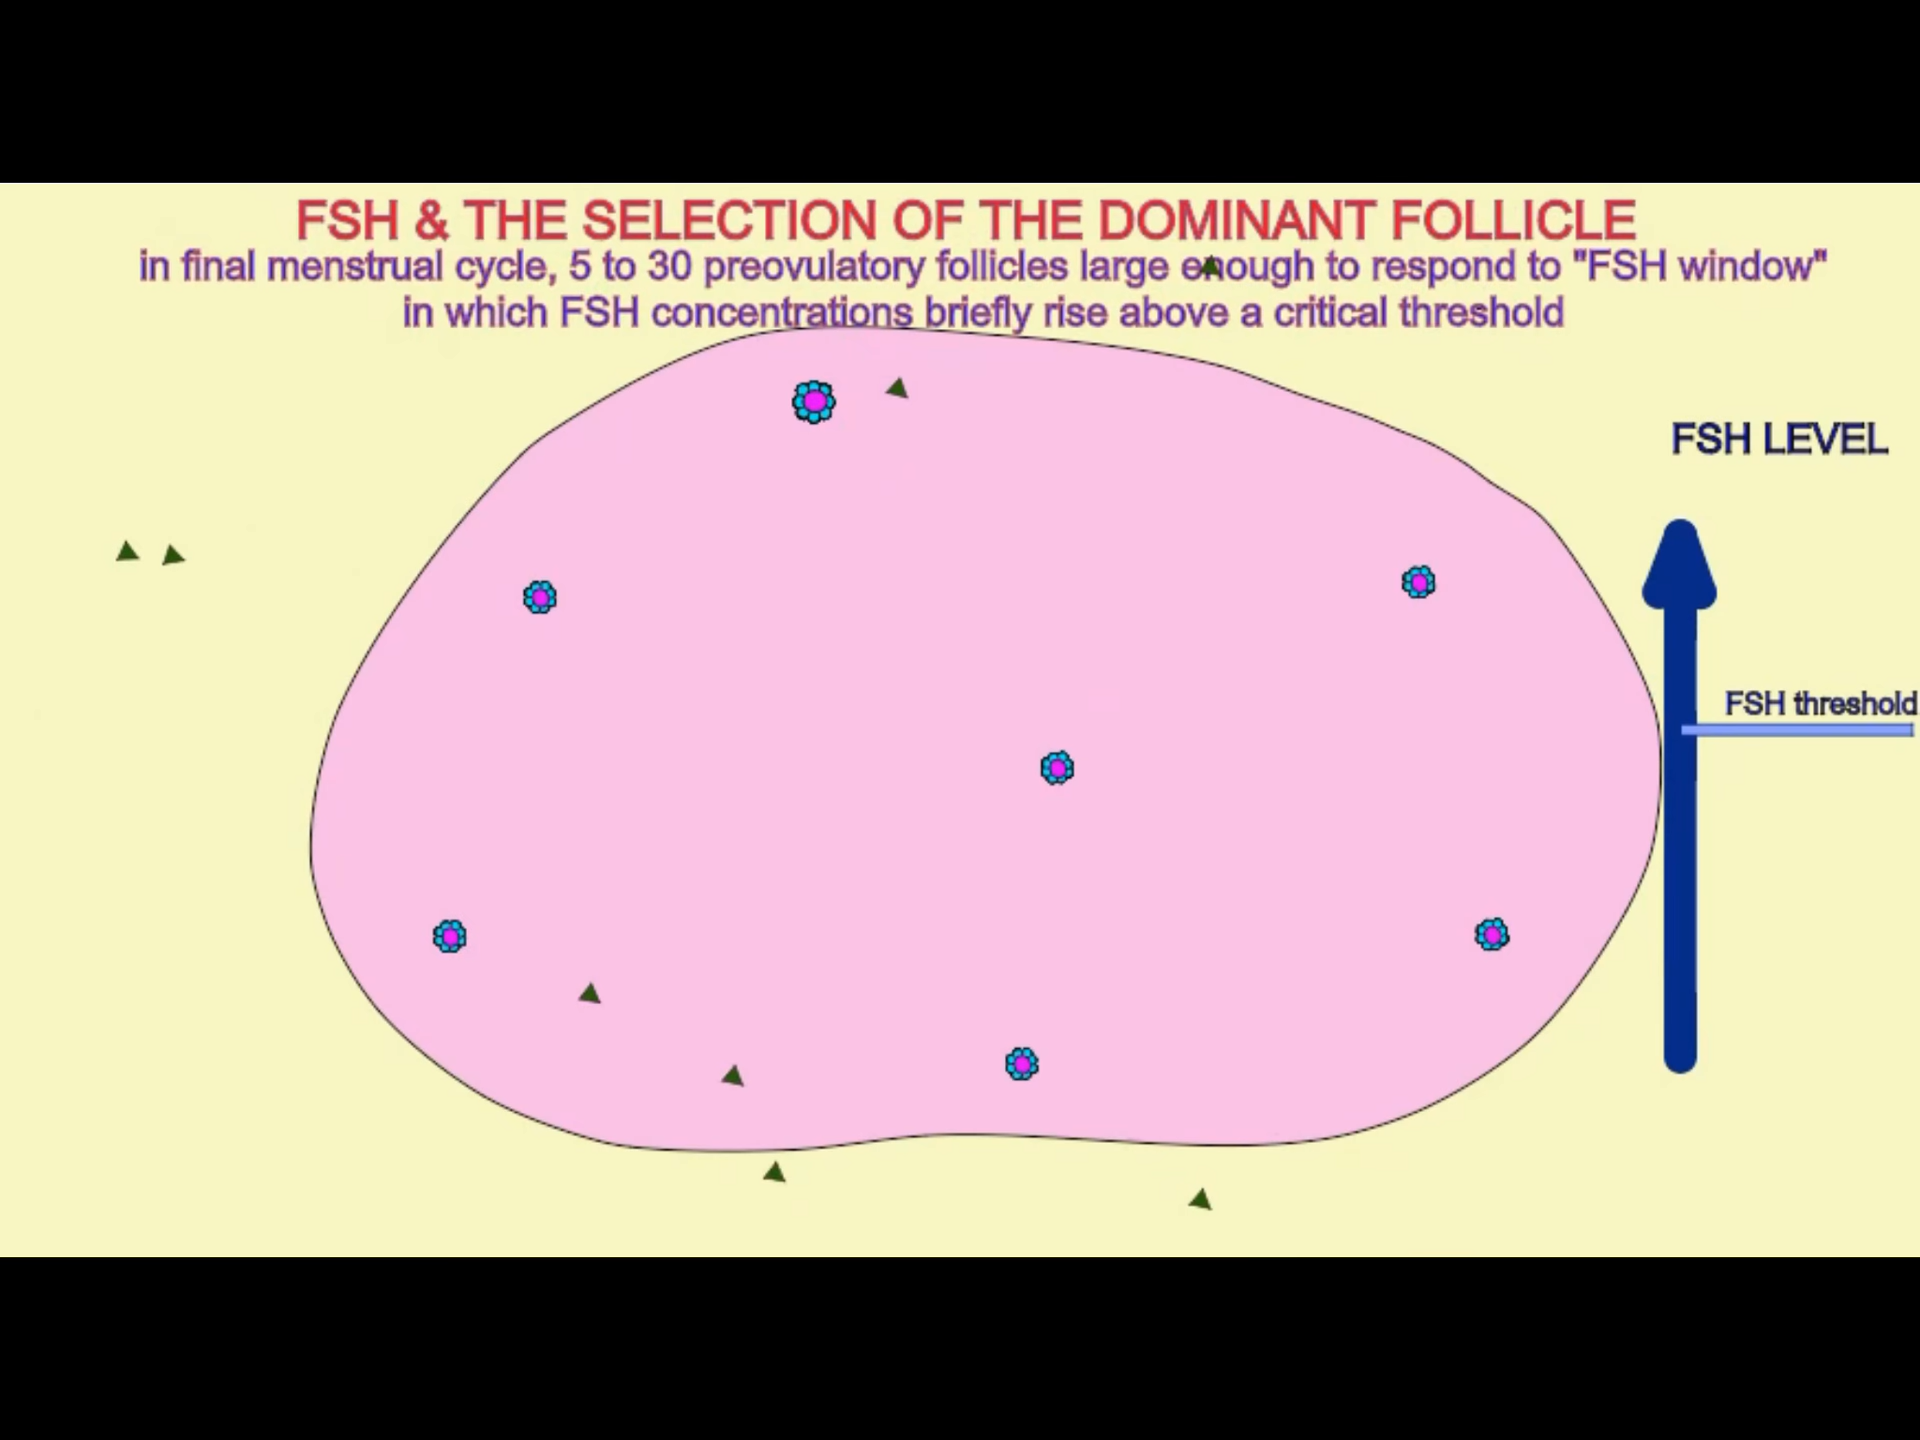 FSH & THE SELECTION OF THE DOMINANT FOLLICLE
in final menstrual cycle, 5 to 30 preovulatory follicles large enough to respond to "FSH window"
in which FSH concentrations briefly rise above a critical threshold
FSH LEVEL
FSH threshold